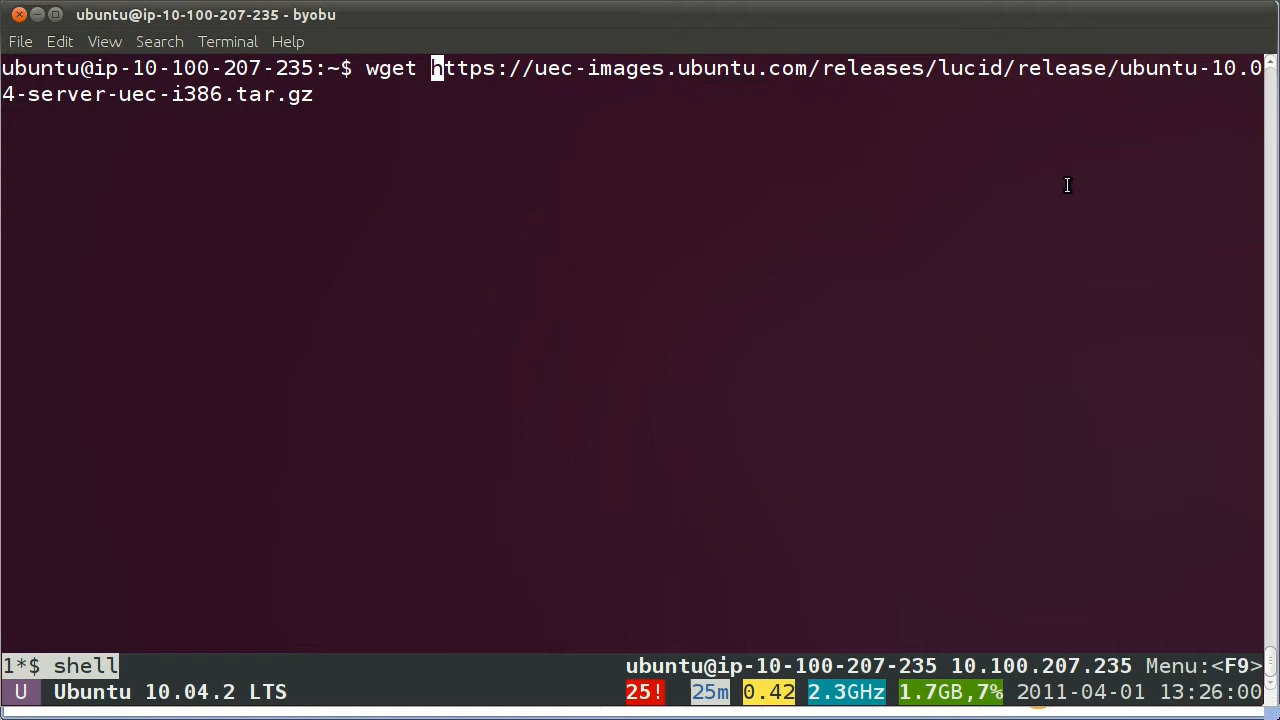 ubuntu@ip-10-100-207-235 - byobu
File Edit View Search Terminal Help
ubuntu@ip-10-100-207-235:~$ wget https://uec-images.ubuntu.com/releases/lucid/release/ubuntu-10.0
4-server-uec-i386.tar.gz
1*$ shell ubuntu@ip-10-100-207-235 10.100.207.235 Menu:<F9>
U Ubuntu 10.04.2 LTS 25! 25m 0.42 2.3GHz 1.7GB,7% 2011-04-01 13:26:00